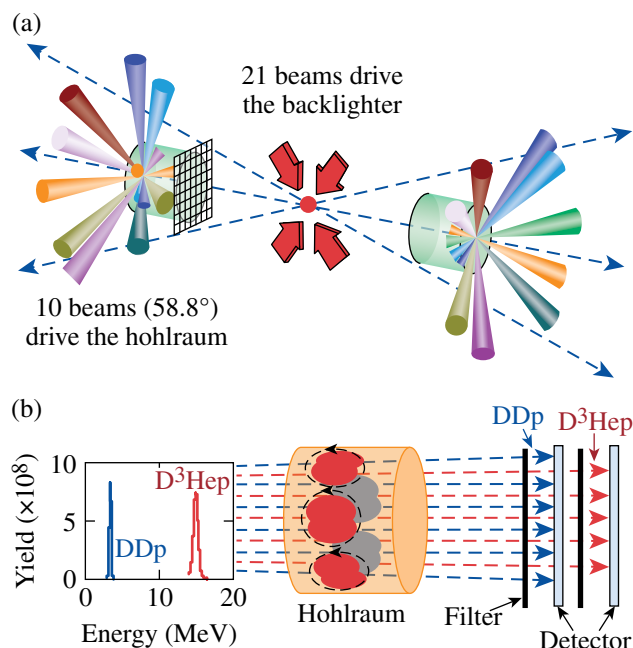 (a)
21 beams drive
the backlighter
10 beams (58.8°)
drive the hohlraum
(b)
DDp
D³Hep
Yield (×10⁸)
10
5
0
D³Hep
DDp
0
10
20
Energy (MeV)
Hohlraum
Filter
Detector